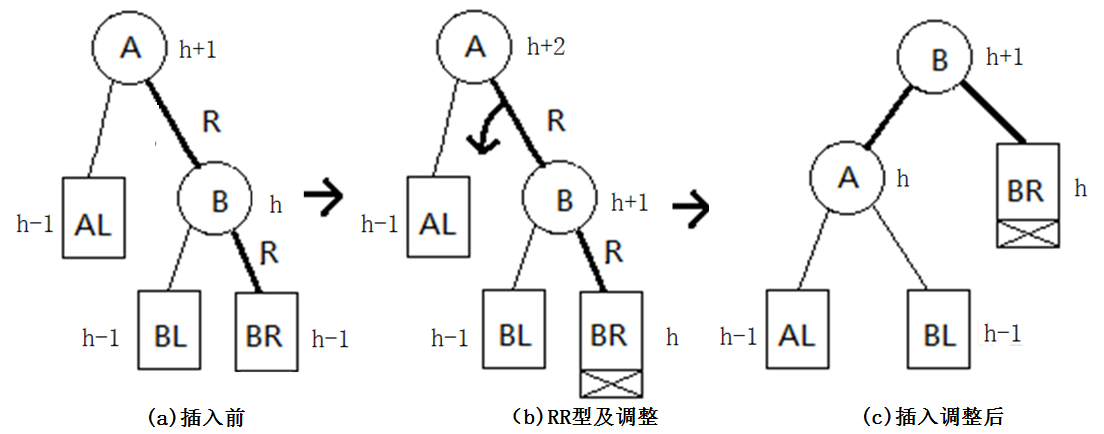 A h+1
R
B h
h-1 AL
R
h-1 BL BR h-1
(a)插入前
A h+2
R
B h+1
h-1 AL
R
h-1 BL BR h
(b)RR型及调整
B h+1
A h
BR h
h-1 AL BL h-1
(c)插入调整后